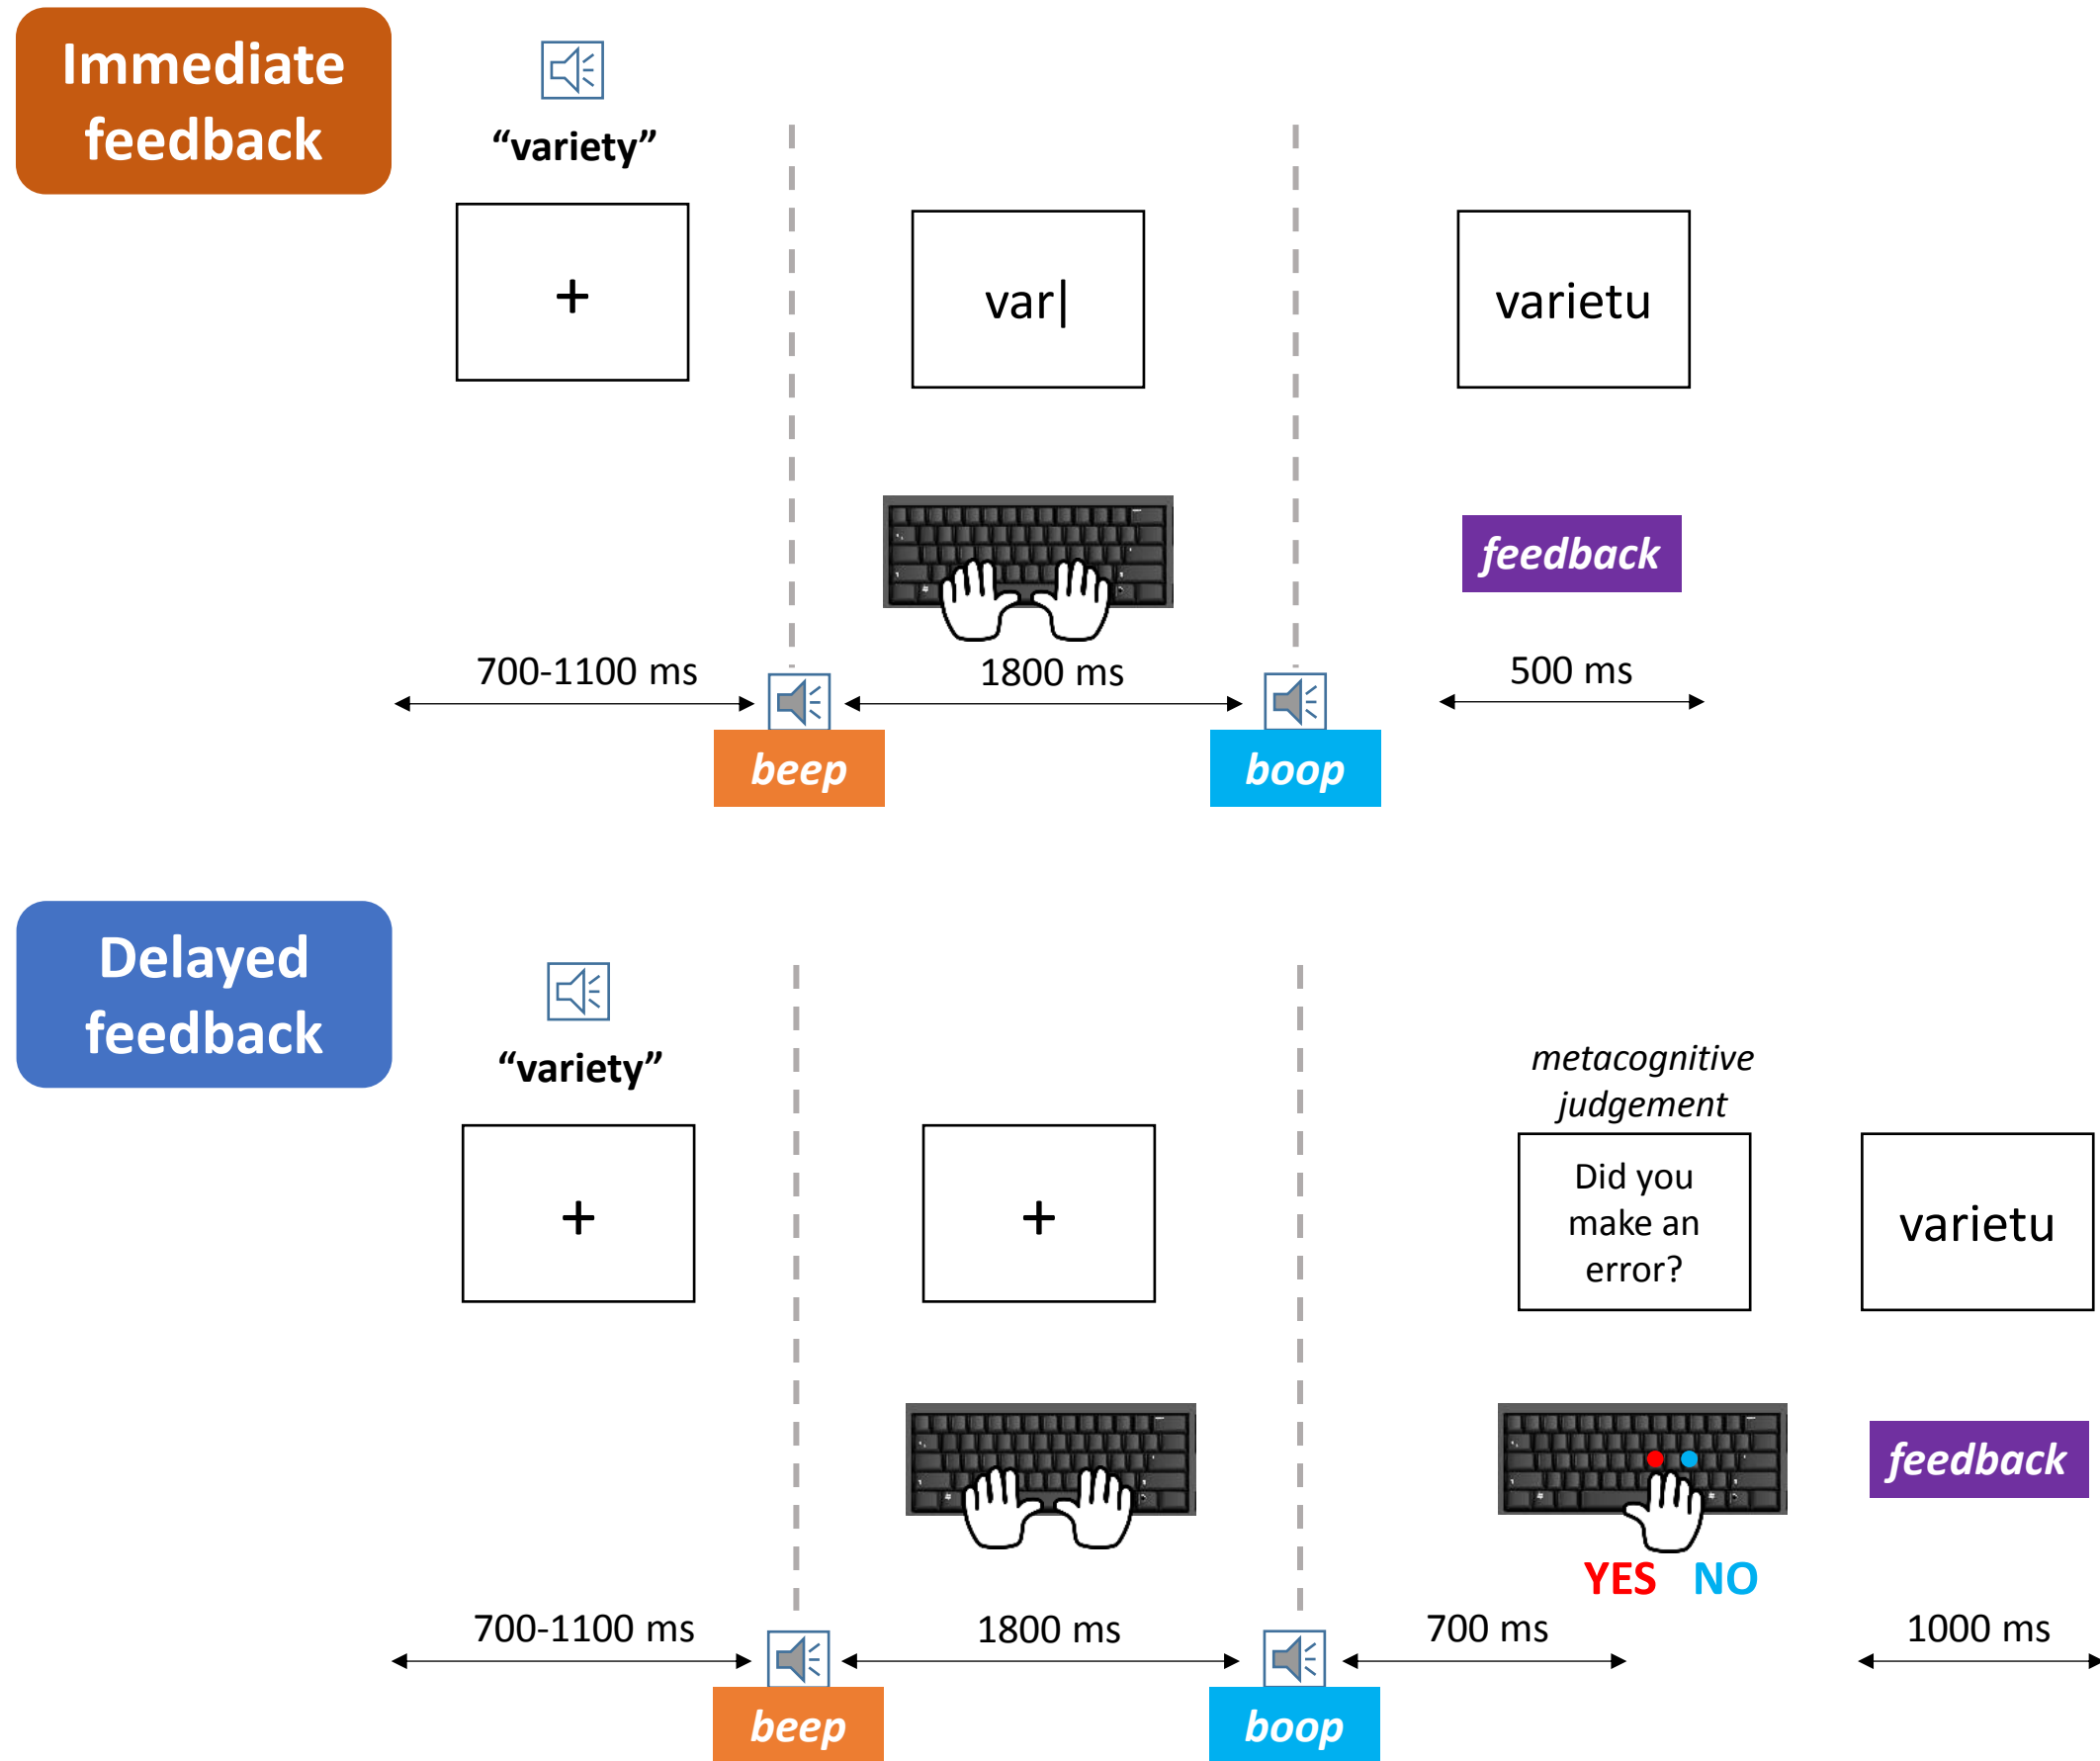 Immediate
feedback
“variety”
+
var|
varietu
feedback
700-1100 ms
1800 ms
500 ms
beep
boop
Delayed
feedback
“variety”
metacognitive
judgement
+
+
Did you
make an
error?
varietu
feedback
YES NO
700-1100 ms
1800 ms
700 ms
1000 ms
beep
boop